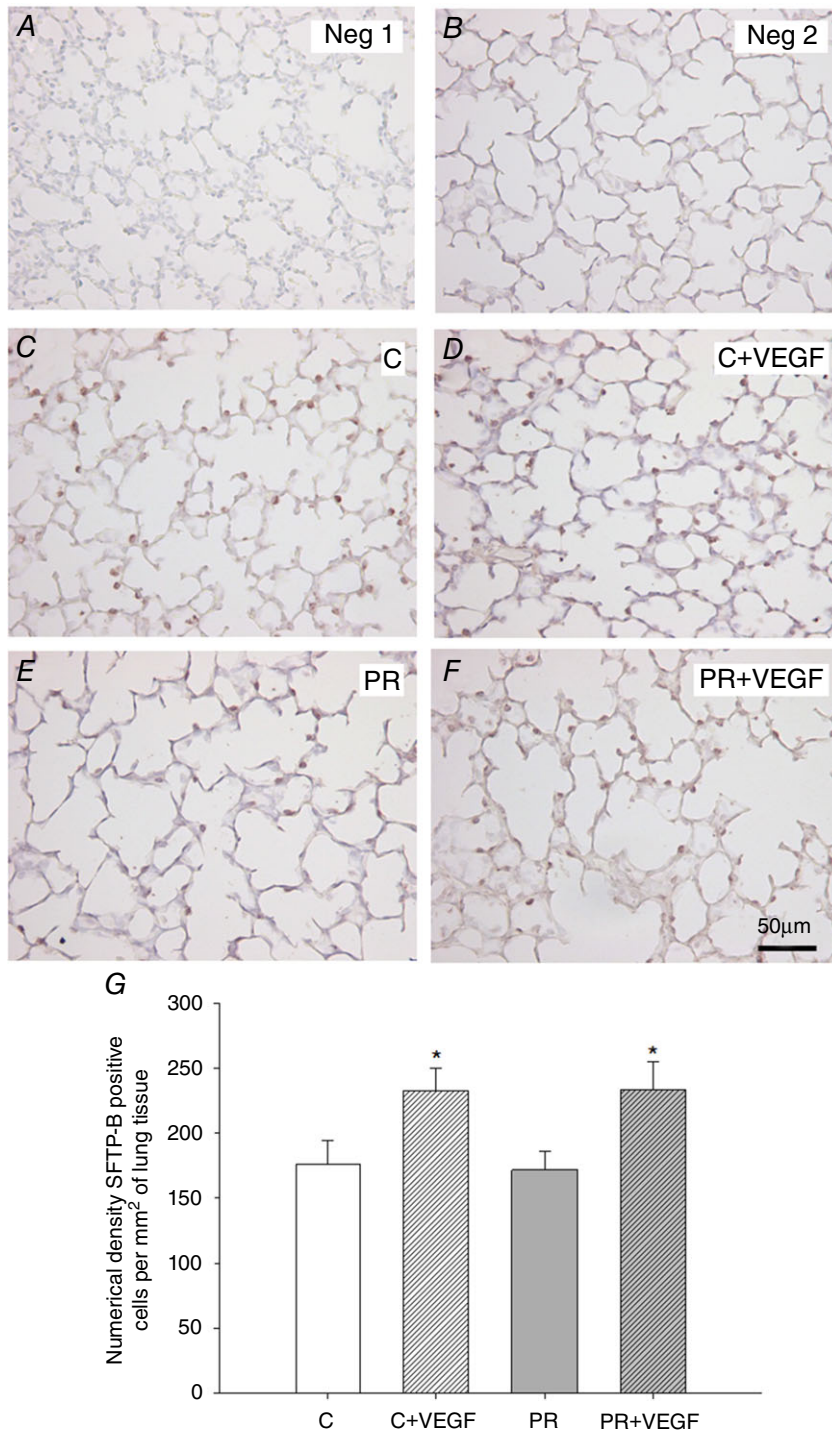 A
Neg 1
B
Neg 2
C
C
D
C+VEGF
E
PR
F
PR+VEGF
50μm
G
Numerical density SFTP-B positive
cells per mm² of lung tissue
300
250
200
150
100
50
0
*
*
C
C+VEGF
PR
PR+VEGF